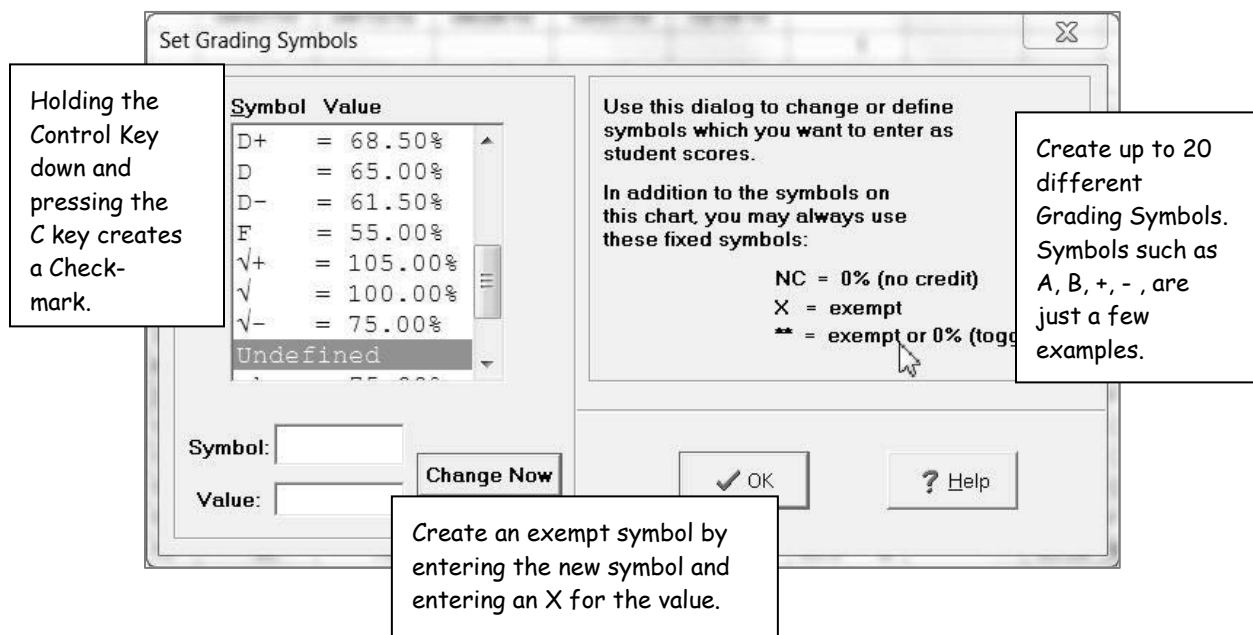 Set Grading Symbols
Holding the
Control Key
down and
pressing the
C key creates
a Check-
mark.
Symbol Value
D+ = 68.50%
D = 65.00%
D- = 61.50%
F = 55.00%
√+ = 105.00%
√ = 100.00%
√- = 75.00%
Undefined
Symbol:
Value:
Change Now
Use this dialog to change or define
symbols which you want to enter as
student scores.
In addition to the symbols on
this chart, you may always use
these fixed symbols:
NC = 0% (no credit)
X = exempt
** = exempt or 0% (togg
Create up to 20
different
Grading Symbols.
Symbols such as
A, B, +, - , are
just a few
examples.
OK
? Help
Create an exempt symbol by
entering the new symbol and
entering an X for the value.